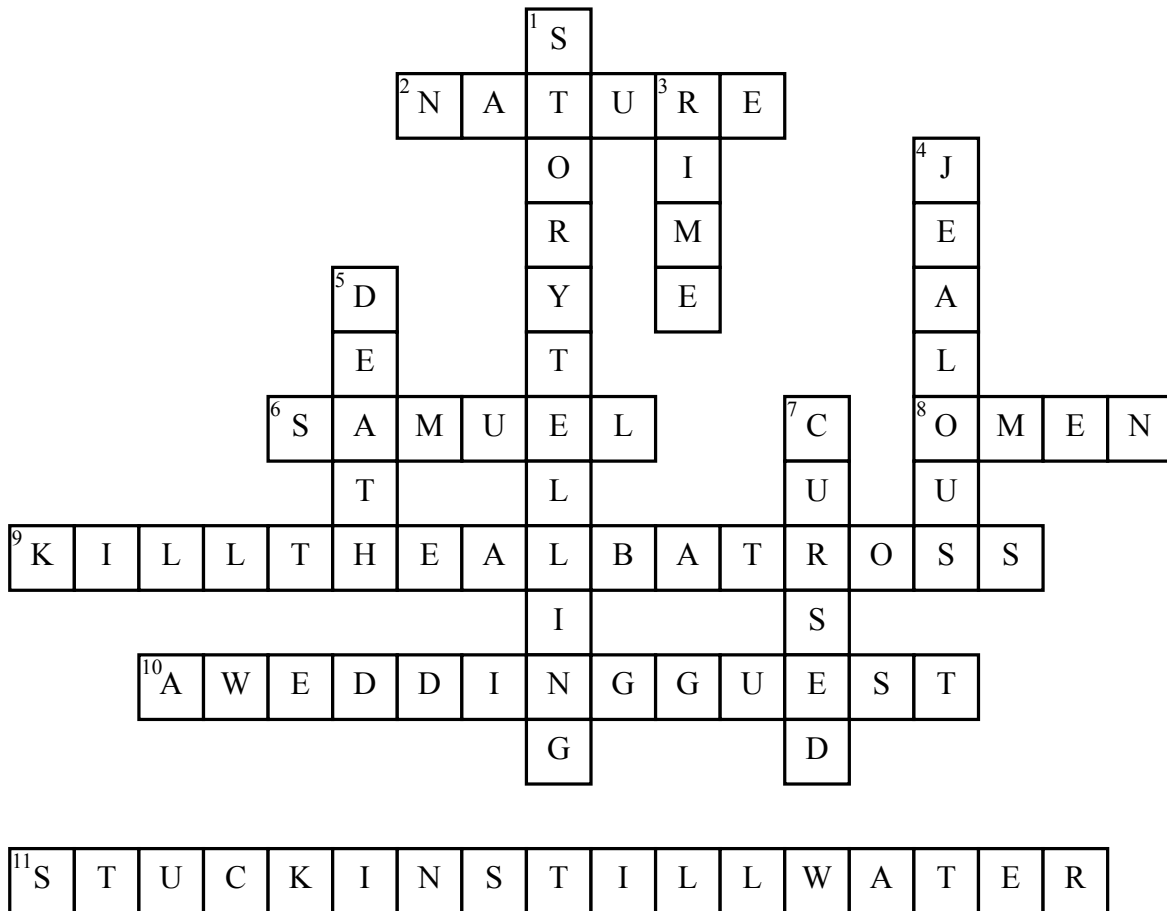 1 S
2 N A T U 3 R E
O I 4 J
R M E
5 D Y E A
E T L
6 S A M U E L 7 C 8 O M E N
T L U U
9 K I L L T H E A L B A T R O S S
I S
10 A W E D D I N G G U E S T
G D
11 S T U C K I N S T I L L W A T E R